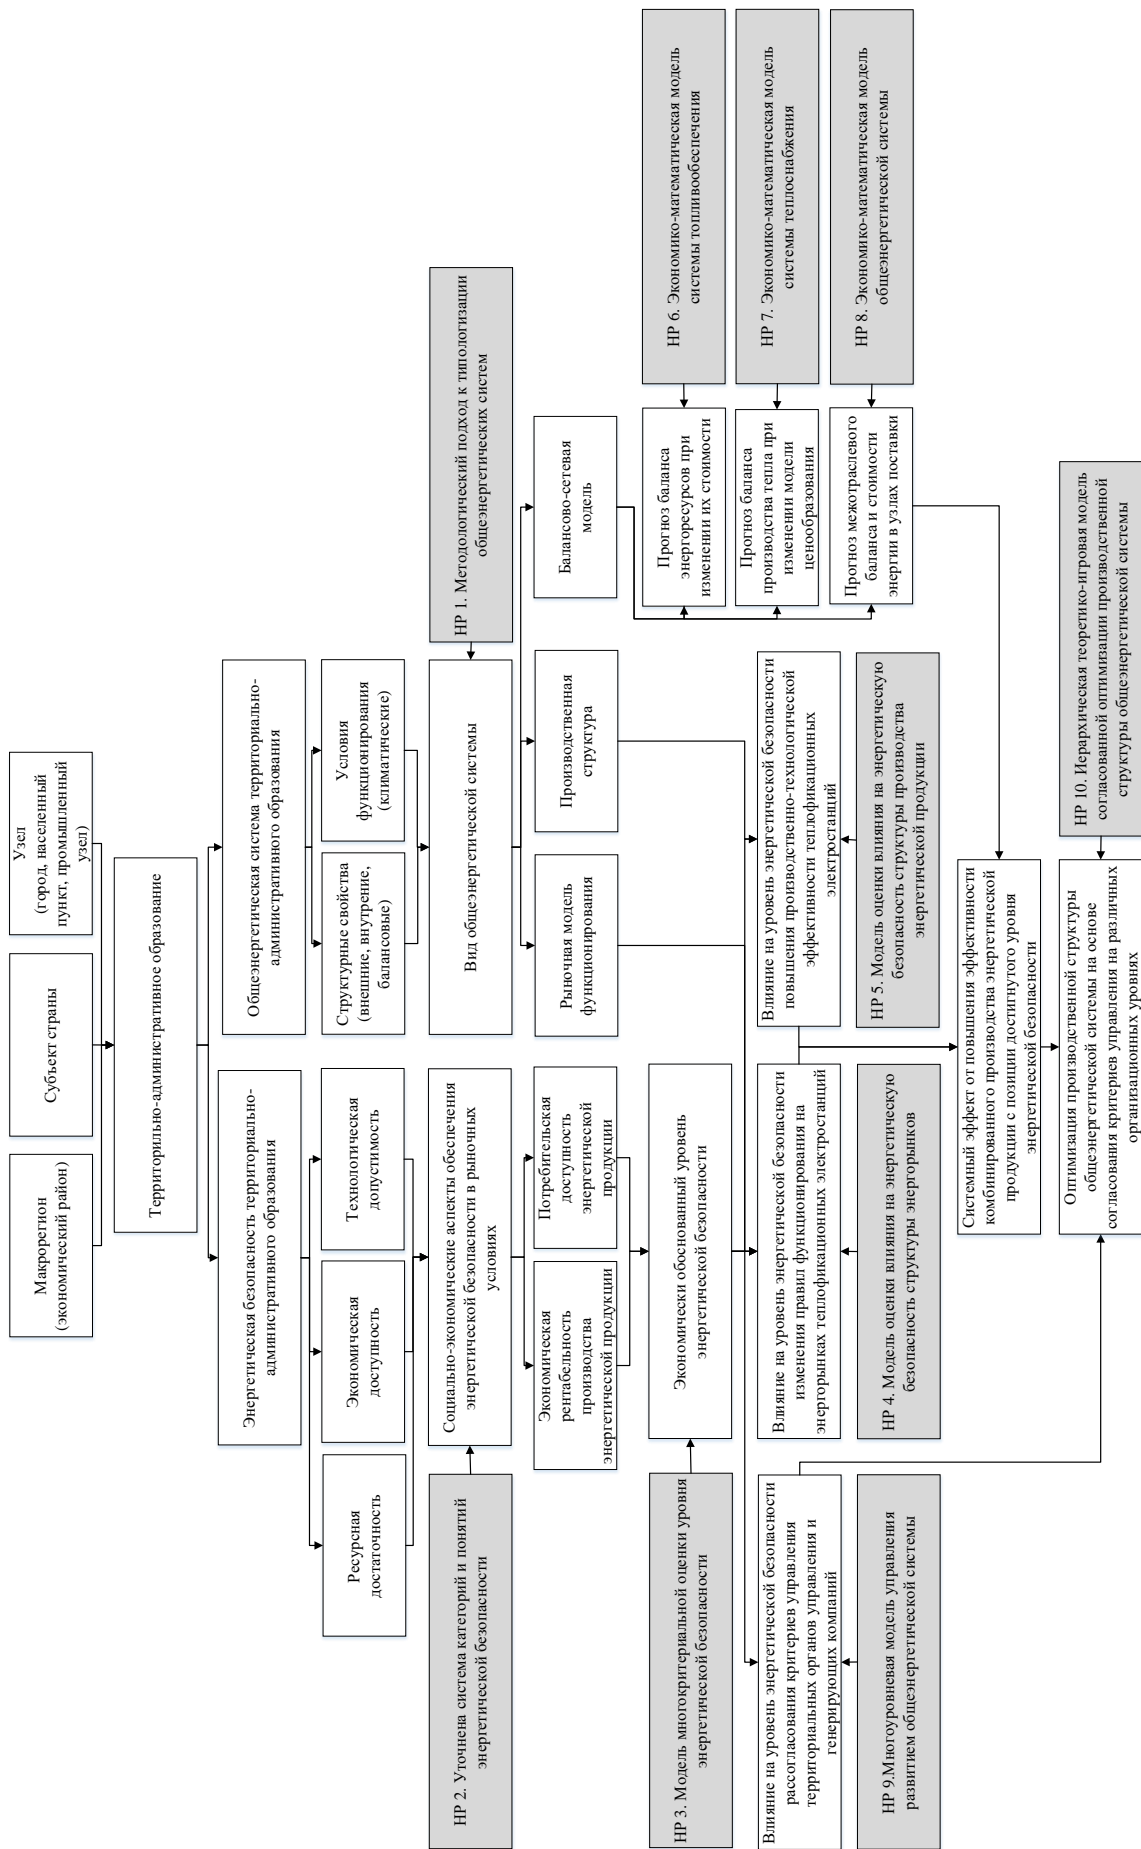 Макрорегион
(экономический район)
Субъект страны
Узел
(город, населенный
пункт, промышленный
узел)
Территорильно-административное образование
Энергетическая безопасность территориально-
административного образования
Общеэнергетическая система территориально-
административного образования
Ресурсная
достаточность
Экономическая
доступность
Технологическая
допустимость
Структурные свойства
(внешние, внутренние,
балансовые)
Условия
функционирования
(климатические)
НР 2. Уточнена система категорий и понятий
энергетической безопасности
Социально-экономические аспекты обеспечения
энергетической безопасности в рыночных
условиях
Вид общеэнергетической системы
НР 1. Методологический подход к типологизации
общеэнергетических систем
Экономическая
рентабельность
производства
энергетической продукции
Потребительская
доступность
энергетической
продукции
Рыночная модель
функционирования
Производственная
структура
Балансово-сетевая
модель
НР 3. Модель многокритериальной оценки уровня
энергетической безопасности
Экономически обоснованный уровень
энергетической безопасности
Прогноз баланса
энергоресурсов при
изменении их стоимости
НР 6. Экономико-математическая модель
системы топливообеспечения
Прогноз баланса
производства тепла при
изменении модели
ценообразования
НР 7. Экономико-математическая модель
системы теплоснабжения
Влияние на уровень энергетической безопасности
рассогласования критериев управления
территориальных органов управления и
генерирующих компаний
Влияние на уровень энергетической безопасности
изменения правил функционирования на
энергорынках теплофикационных электростанций
Влияние на уровень энергетической безопасности
повышения производственно-технологической
эффективности теплофикационных
электростанций
Прогноз межотраслевого
баланса и стоимости
энергии в узлах поставки
НР 8. Экономико-математическая модель
общеэнергетической системы
НР 9.Многоуровневая модель управления
развитием общеэнергетической системы
НР 4. Модель оценки влияния на энергетическую
безопасность структуры энергорынков
НР 5. Модель оценки влияния на энергетическую
безопасность структуры производства
энергетической продукции
Системный эффект от повышения эффективности
комбинированного производства энергетической
продукции с позиции достигнутого уровня
энергетической безопасности
Оптимизация производственной структуры
общеэнергетической системы на основе
согласования критериев управления на различных
организационных уровнях
НР 10. Иерархическая теоретико-игровая модель
согласованной оптимизации производственной
структуры общеэнергетической системы